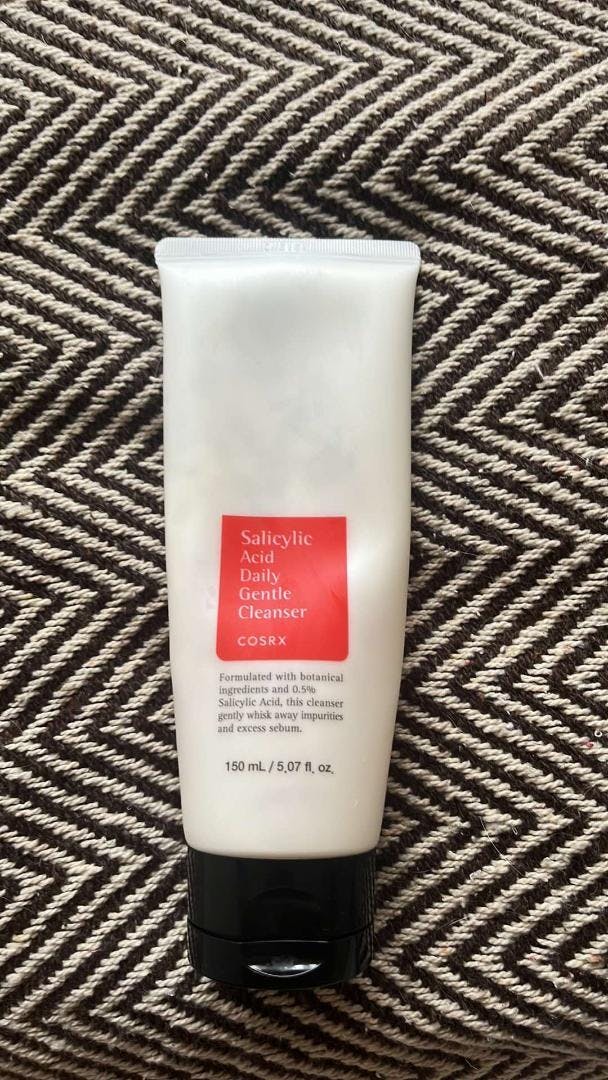 Salicylic
Acid
Daily
Gentle
Cleanser
COSRX
Formulated with botanical
ingredients and 0.5%
Salicylic Acid, this cleanser
gently whisk away impurities
and excess sebum.
150 mL / 5.07 fl. oz.